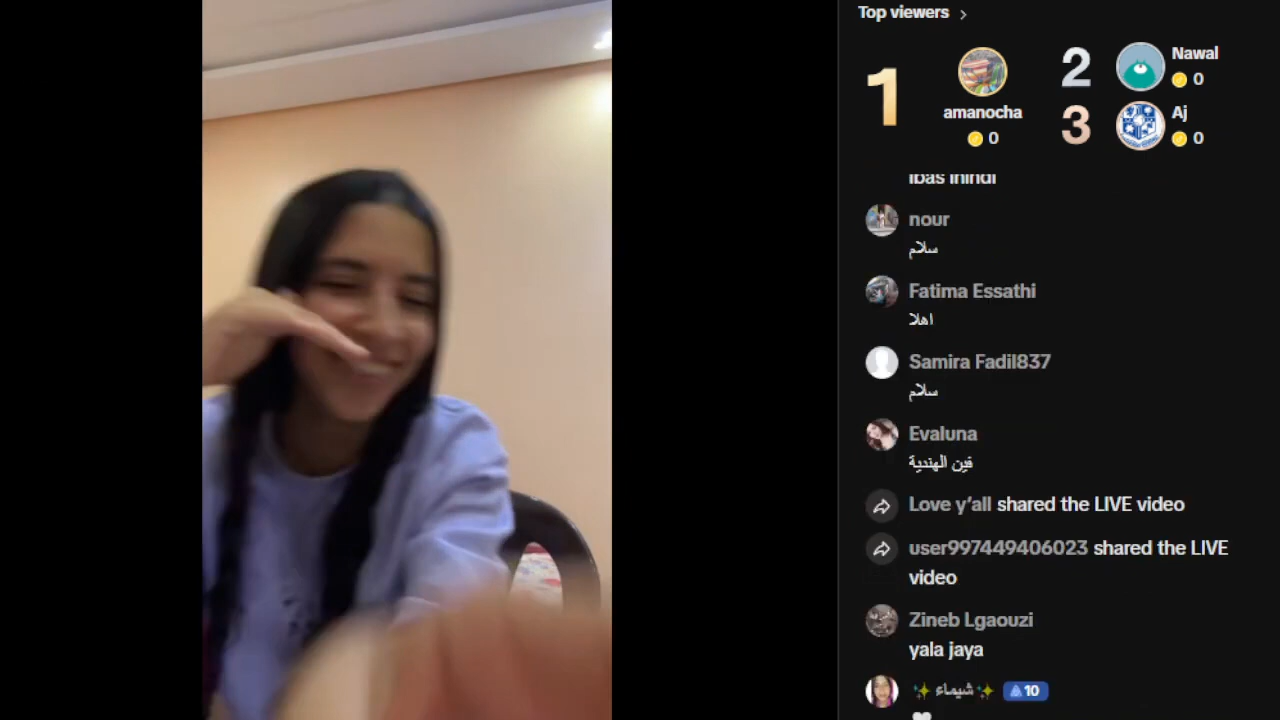 Top viewers
1
amanocha
0
2
Nawal
0
3
Aj
0
ibas ihindi
nour
سلام
Fatima Essathi
اهلا
Samira Fadil837
سلام
Evaluna
فين الهندية
Love y’all shared the LIVE video
user997449406023 shared the LIVE
video
Zineb Lgaouzi
yala jaya
✨شيماء✨ 10